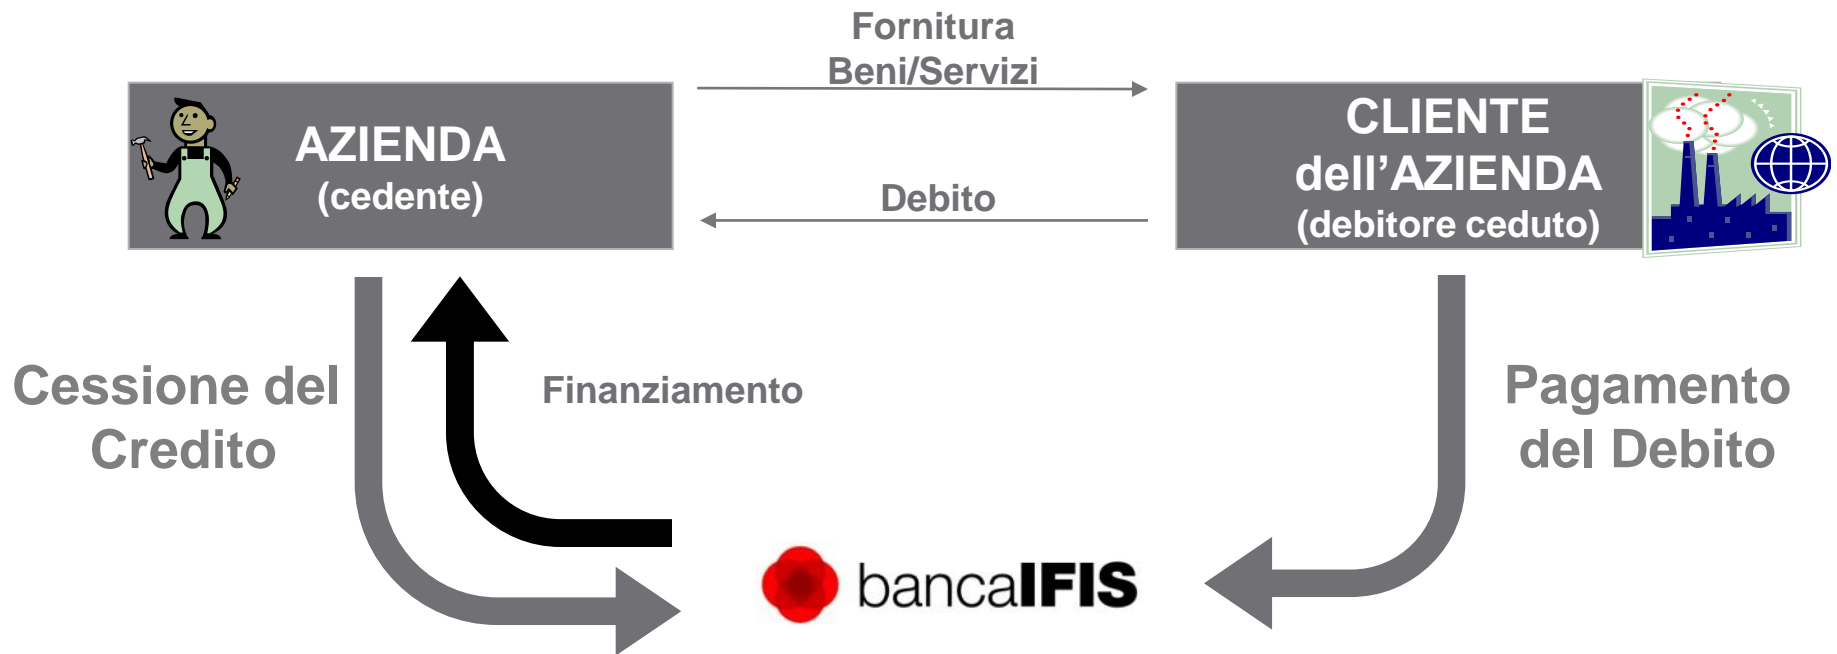 Fornitura
Beni/Servizi
AZIENDA
(cedente)
CLIENTE
dell’AZIENDA
(debitore ceduto)
Debito
Cessione del
Credito
Finanziamento
Pagamento
del Debito
bancaIFIS